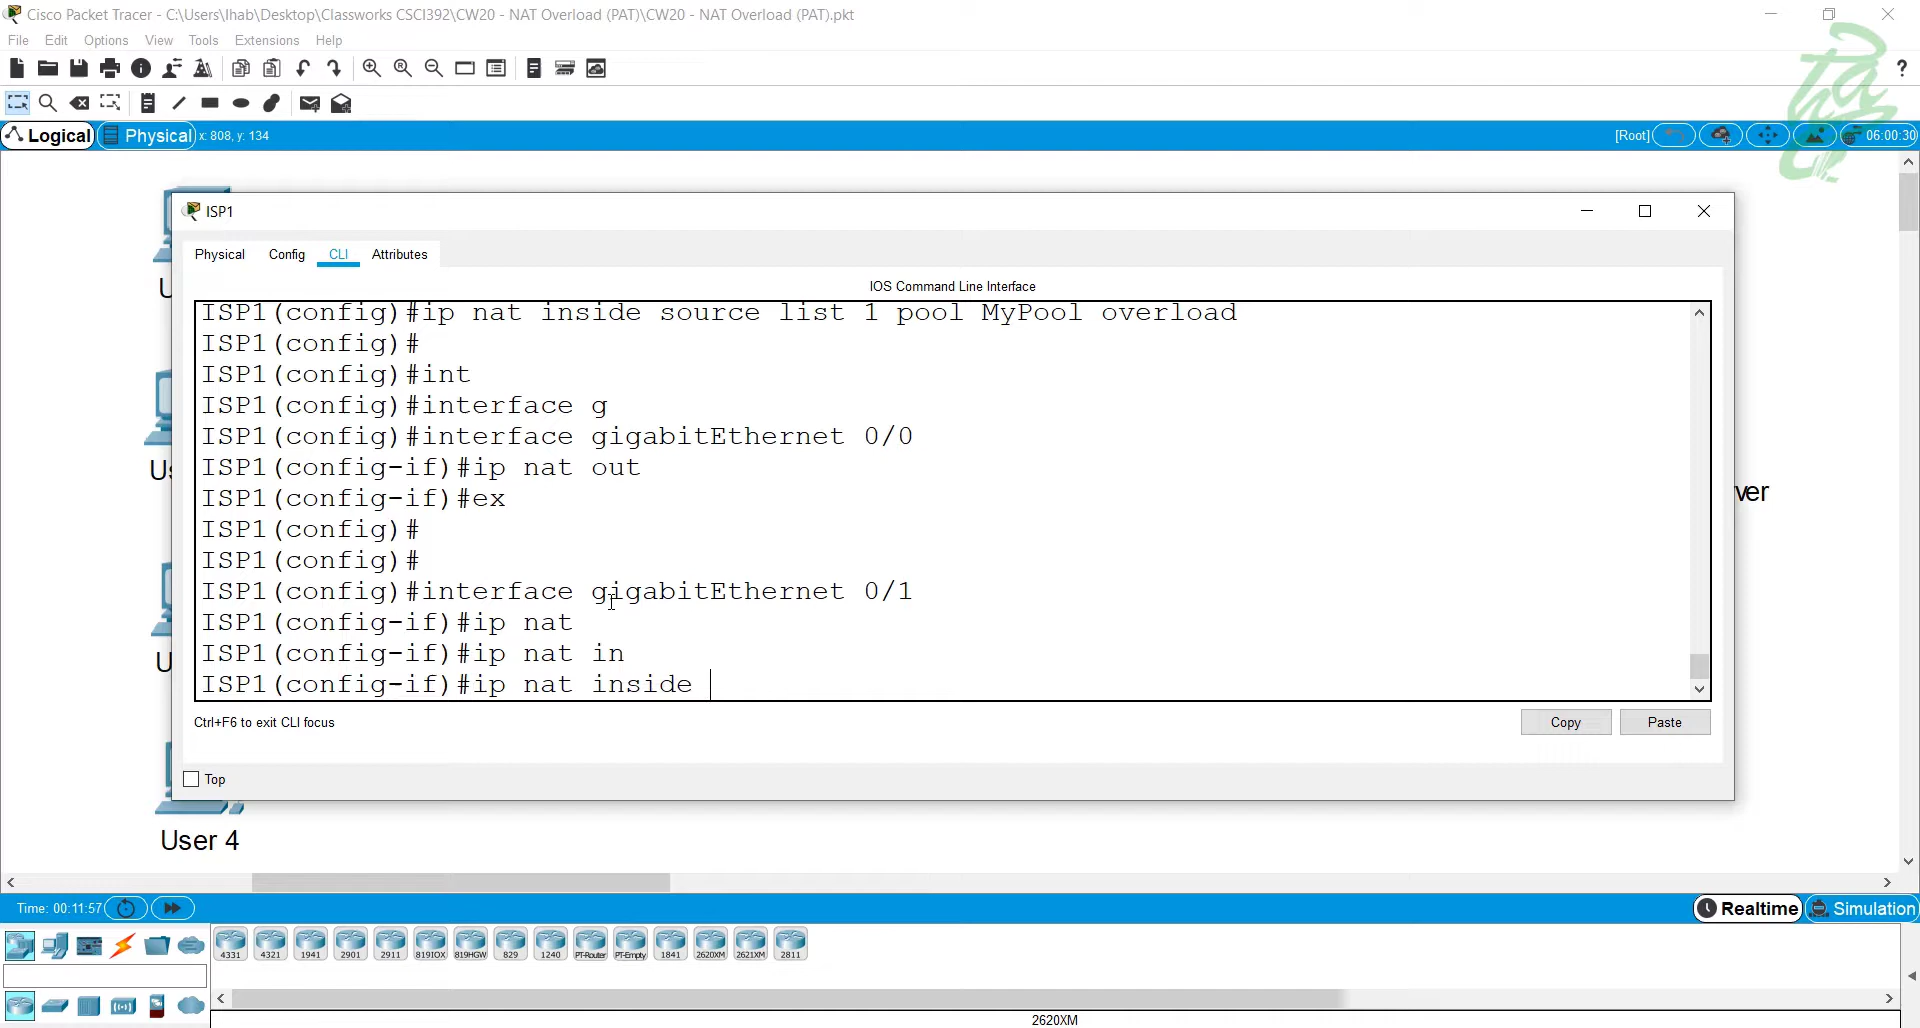 Cisco Packet Tracer - C:\Users\Ihab\Desktop\Classworks CSCI392\CW20 - NAT Overload (PAT)\CW20 - NAT Overload (PAT).pkt
File Edit Options View Tools Extensions Help
Logical Physical x: 808, y: 134 [Root] 06:00:30
ISP1
Physical Config CLI Attributes
IOS Command Line Interface
ISP1(config)#ip nat inside source list 1 pool MyPool overload
ISP1(config)#
ISP1(config)#int
ISP1(config)#interface g
ISP1(config)#interface gigabitEthernet 0/0
ISP1(config-if)#ip nat out
ISP1(config-if)#ex
ISP1(config)#
ISP1(config)#
ISP1(config)#interface gigabitEthernet 0/1
ISP1(config-if)#ip nat
ISP1(config-if)#ip nat in
ISP1(config-if)#ip nat inside
Ctrl+F6 to exit CLI focus
Copy Paste
Top
User 4
Time: 00:11:57
Realtime Simulation
4331 4321 1941 2901 2911 819IOX 819HGW 829 1240 PT-Router PT-Empty 1841 2620XM 2621XM 2811
2620XM